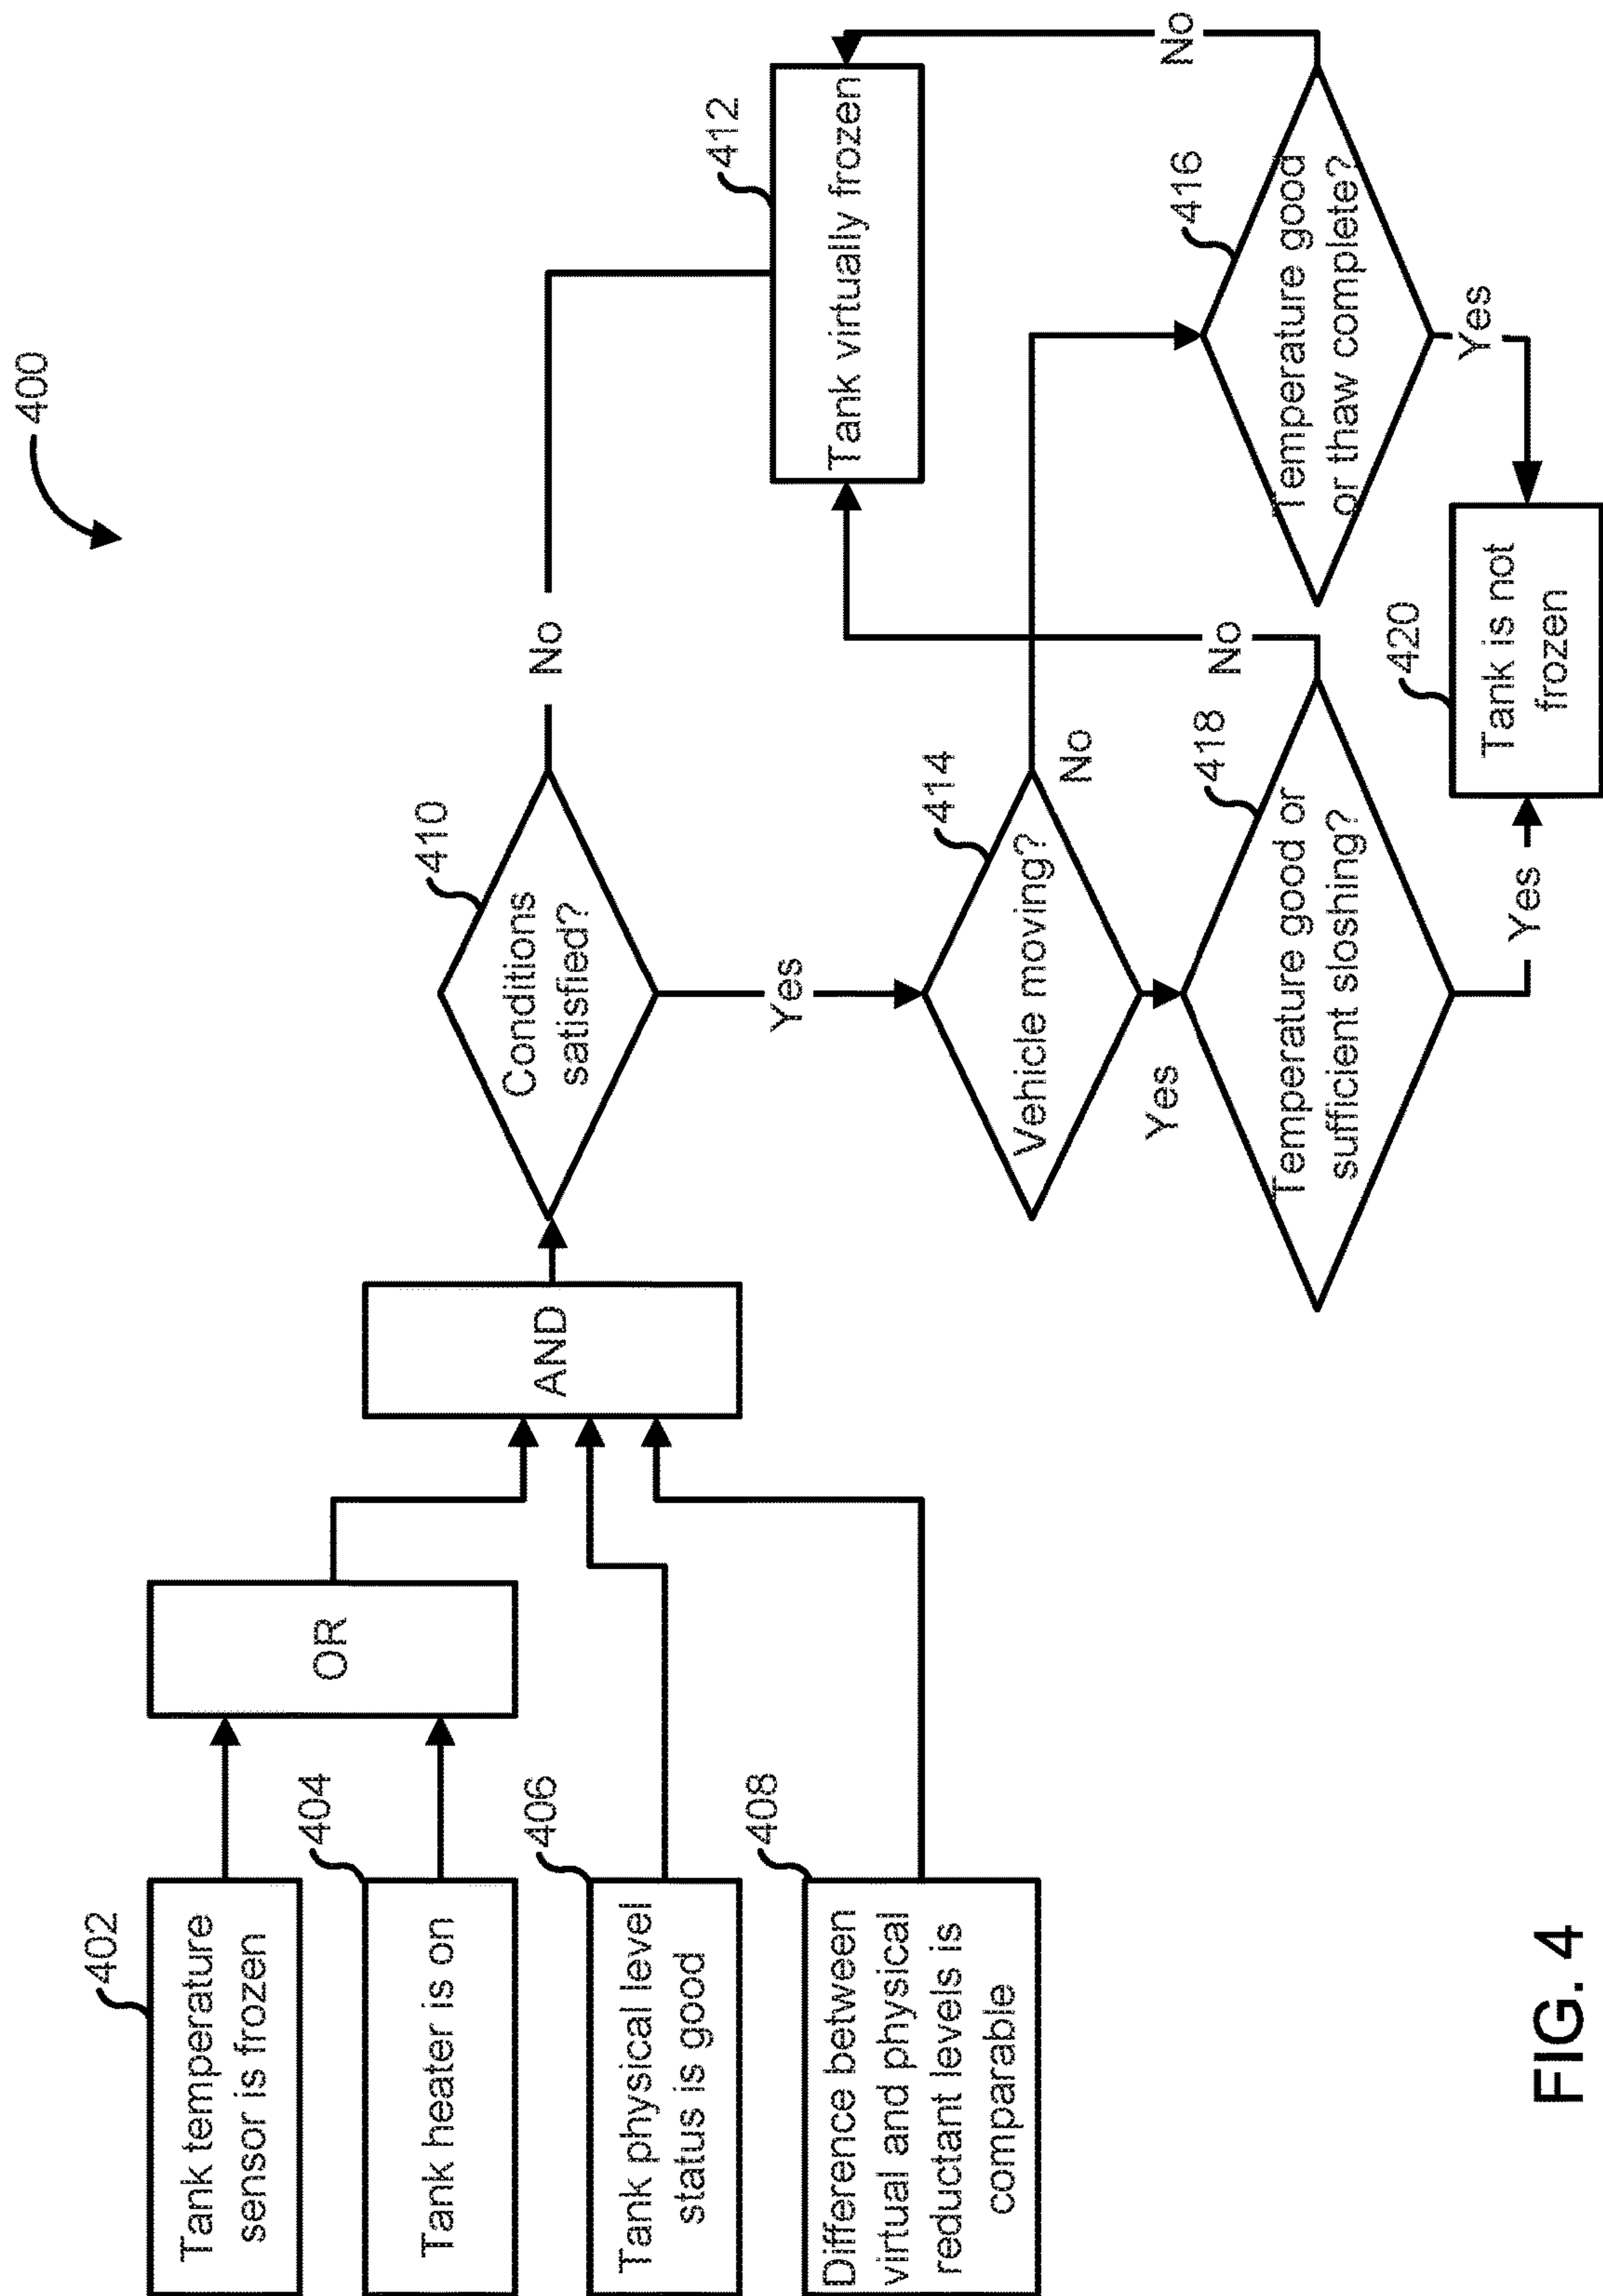 400
402
Tank temperature
sensor is frozen
404
Tank heater is on
406
Tank physical level
status is good
408
Difference between
virtual and physical
reductant levels is
comparable
OR
AND
410
Conditions
satisfied?
No
Yes
412
Tank virtually frozen
414
Vehicle moving?
No
Yes
416
Temperature good
or thaw complete?
No
Yes
418
Temperature good or
sufficient sloshing?
No
Yes
420
Tank is not
frozen
FIG. 4